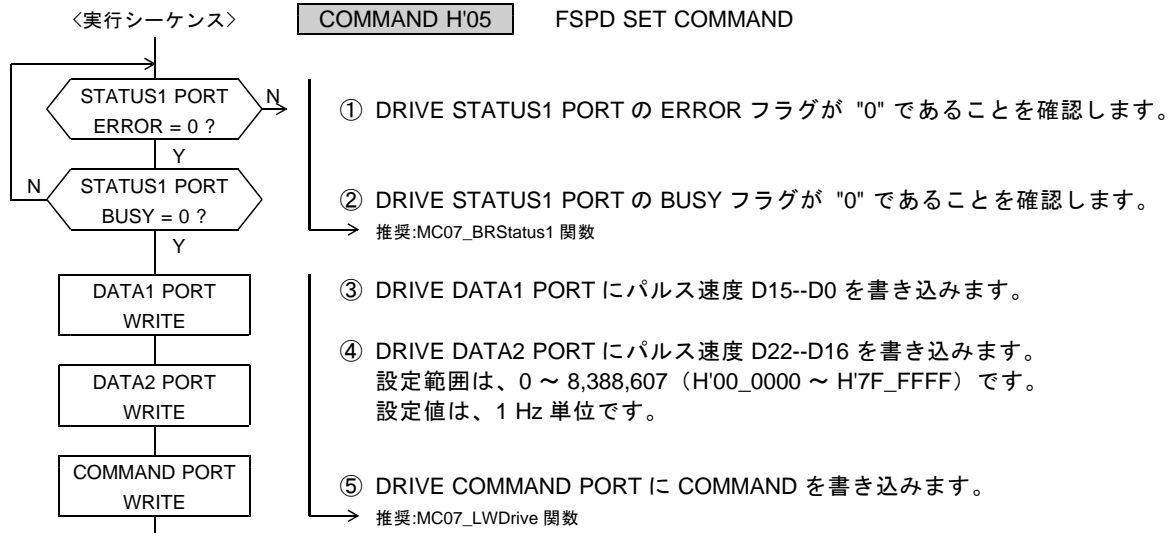 〈実行シーケンス〉 COMMAND H'05 FSPD SET COMMAND
STATUS1 PORT
ERROR = 0 ?
N
Y
① DRIVE STATUS1 PORT の ERROR フラグが "0" であることを確認します。
N
STATUS1 PORT
BUSY = 0 ?
Y
② DRIVE STATUS1 PORT の BUSY フラグが "0" であることを確認します。
推奨:MC07_BRStatus1 関数
DATA1 PORT
WRITE
③ DRIVE DATA1 PORT にパルス速度 D15--D0 を書き込みます。
DATA2 PORT
WRITE
④ DRIVE DATA2 PORT にパルス速度 D22--D16 を書き込みます。
設定範囲は、0 ～ 8,388,607（H'00_0000 ～ H'7F_FFFF）です。
設定値は、1 Hz 単位です。
COMMAND PORT
WRITE
⑤ DRIVE COMMAND PORT に COMMAND を書き込みます。
推奨:MC07_LWDrive 関数